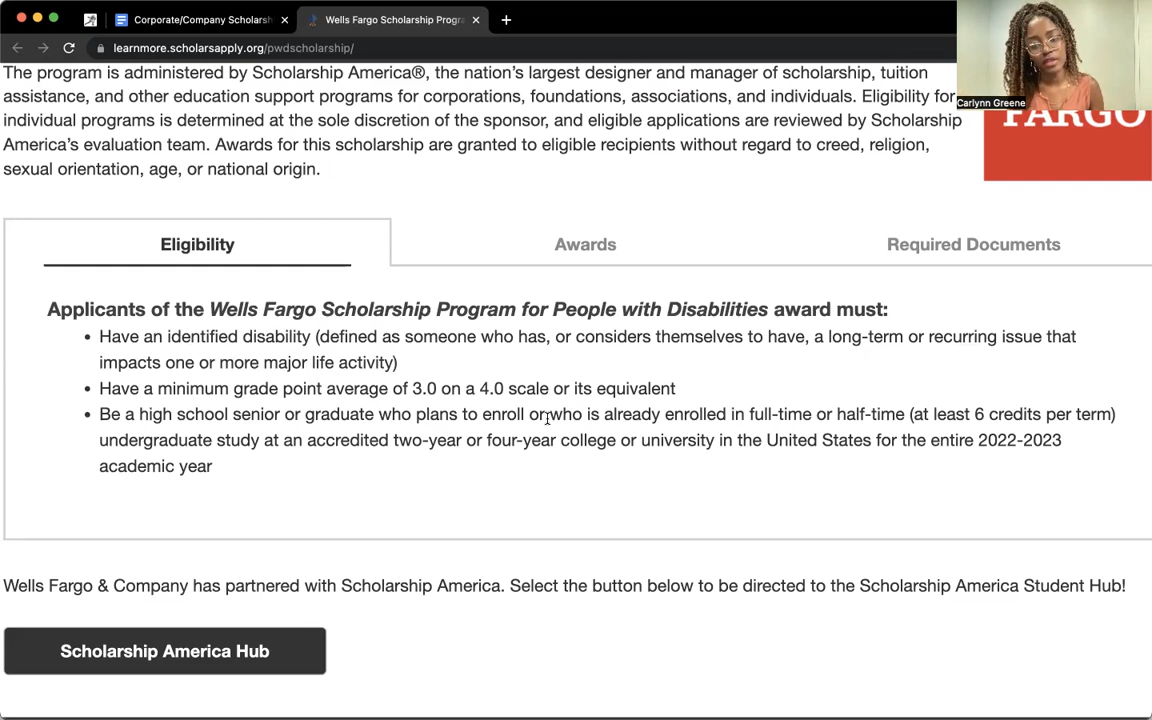 Corporate/Company Scholarsh
Wells Fargo Scholarship Progra
learnmore.scholarsapply.org/pwdscholarship/
Carlynn Greene
The program is administered by Scholarship America®, the nation's largest designer and manager of scholarship, tuition
assistance, and other education support programs for corporations, foundations, associations, and individuals. Eligibility for
individual programs is determined at the sole discretion of the sponsor, and eligible applications are reviewed by Scholarship
America's evaluation team. Awards for this scholarship are granted to eligible recipients without regard to creed, religion,
sexual orientation, age, or national origin.
FARGO
Eligibility
Awards
Required Documents
Applicants of the Wells Fargo Scholarship Program for People with Disabilities award must:
• Have an identified disability (defined as someone who has, or considers themselves to have, a long-term or recurring issue that
impacts one or more major life activity)
• Have a minimum grade point average of 3.0 on a 4.0 scale or its equivalent
• Be a high school senior or graduate who plans to enroll or who is already enrolled in full-time or half-time (at least 6 credits per term)
undergraduate study at an accredited two-year or four-year college or university in the United States for the entire 2022-2023
academic year
Wells Fargo & Company has partnered with Scholarship America. Select the button below to be directed to the Scholarship America Student Hub!
Scholarship America Hub